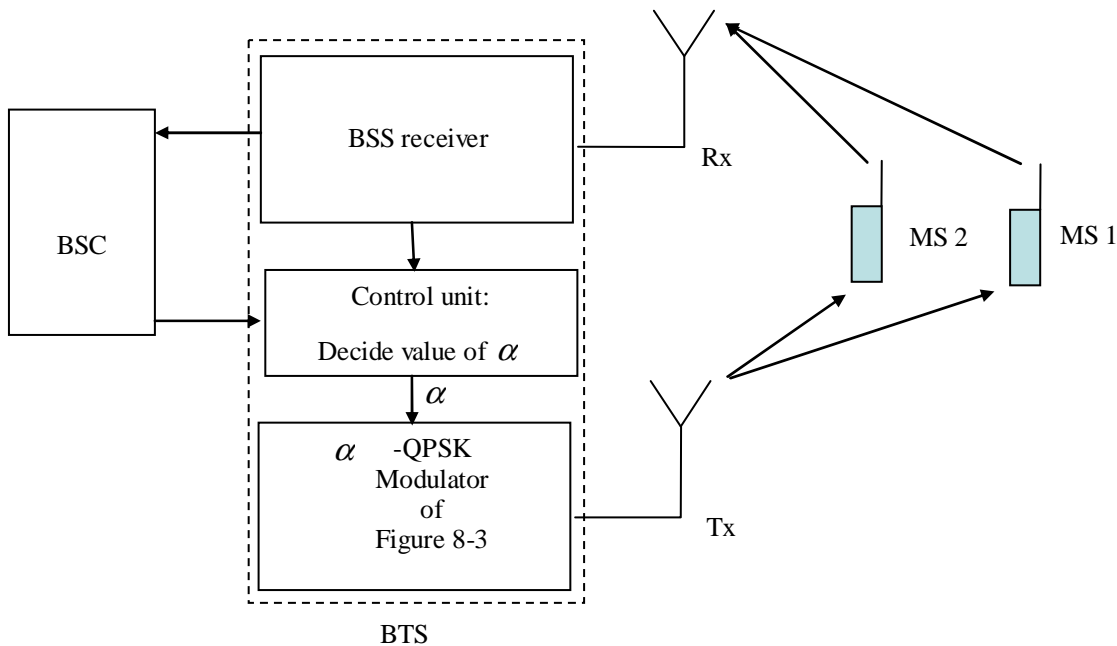 BSS receiver
Rx
BSC
MS 2
MS 1
Control unit:
Decide value of α
α
α -QPSK
Modulator
of
Figure 8-3
Tx
BTS